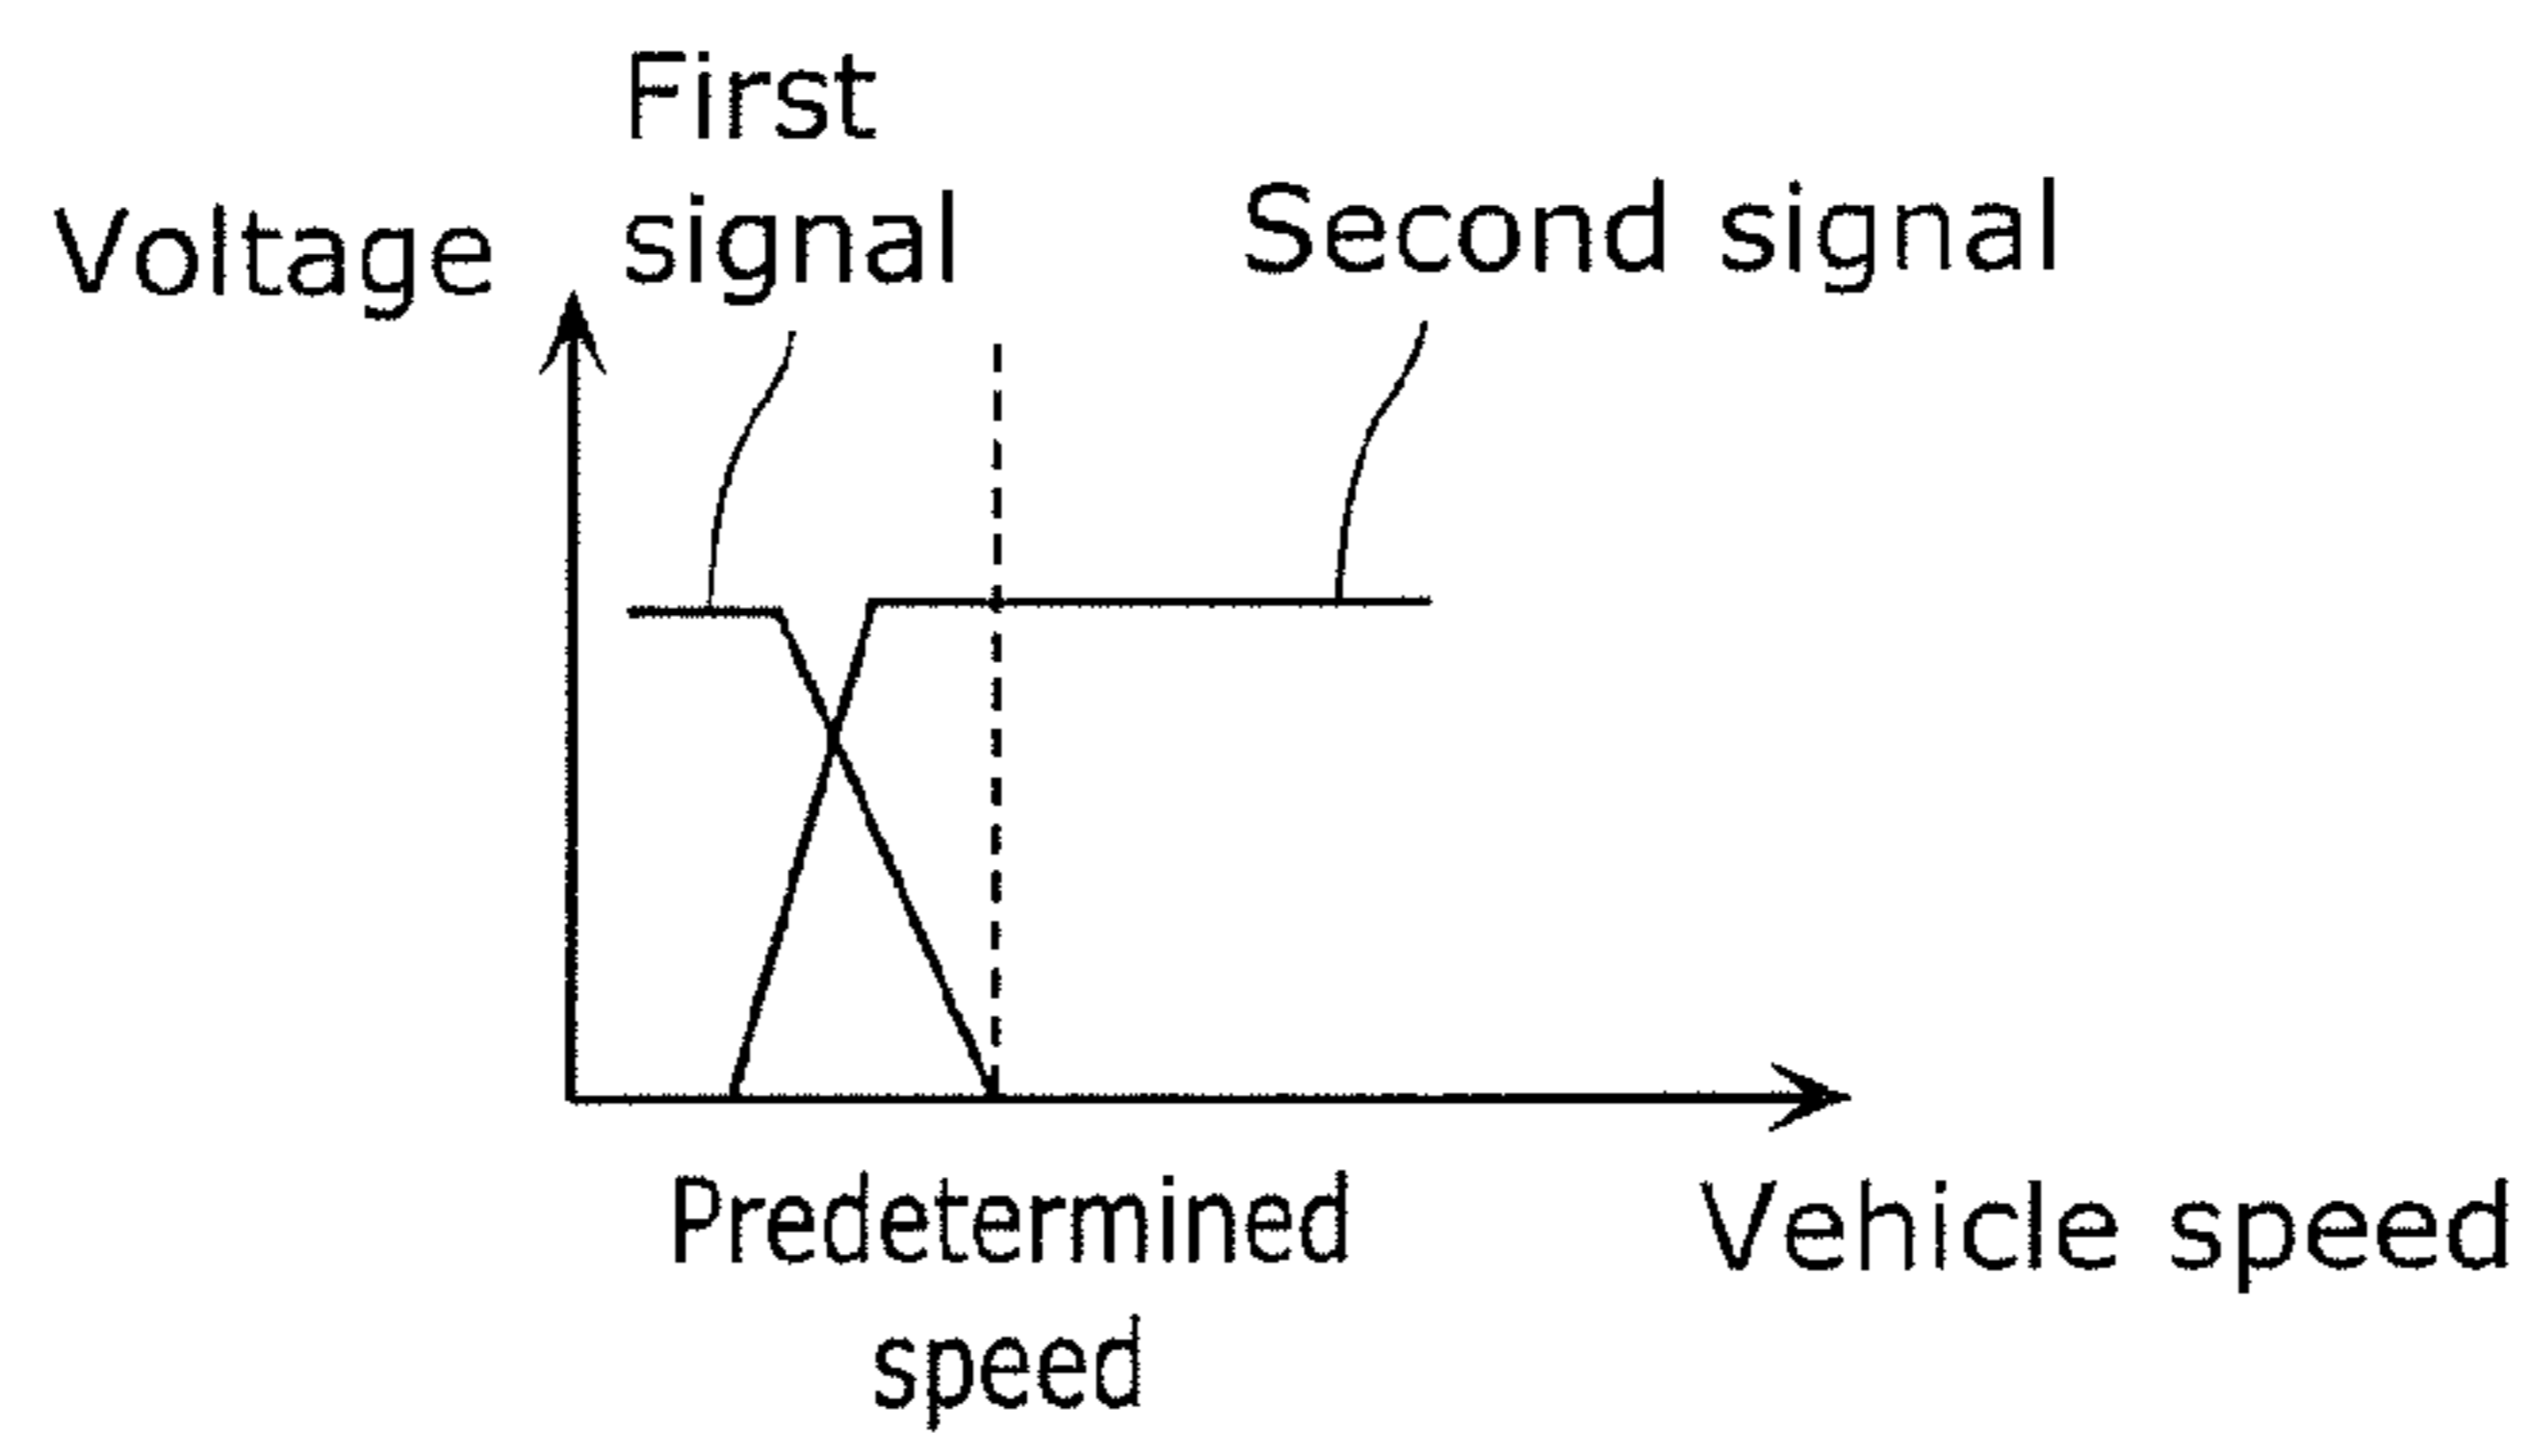 First
Voltage signal
Second signal
Predetermined
speed
Vehicle speed